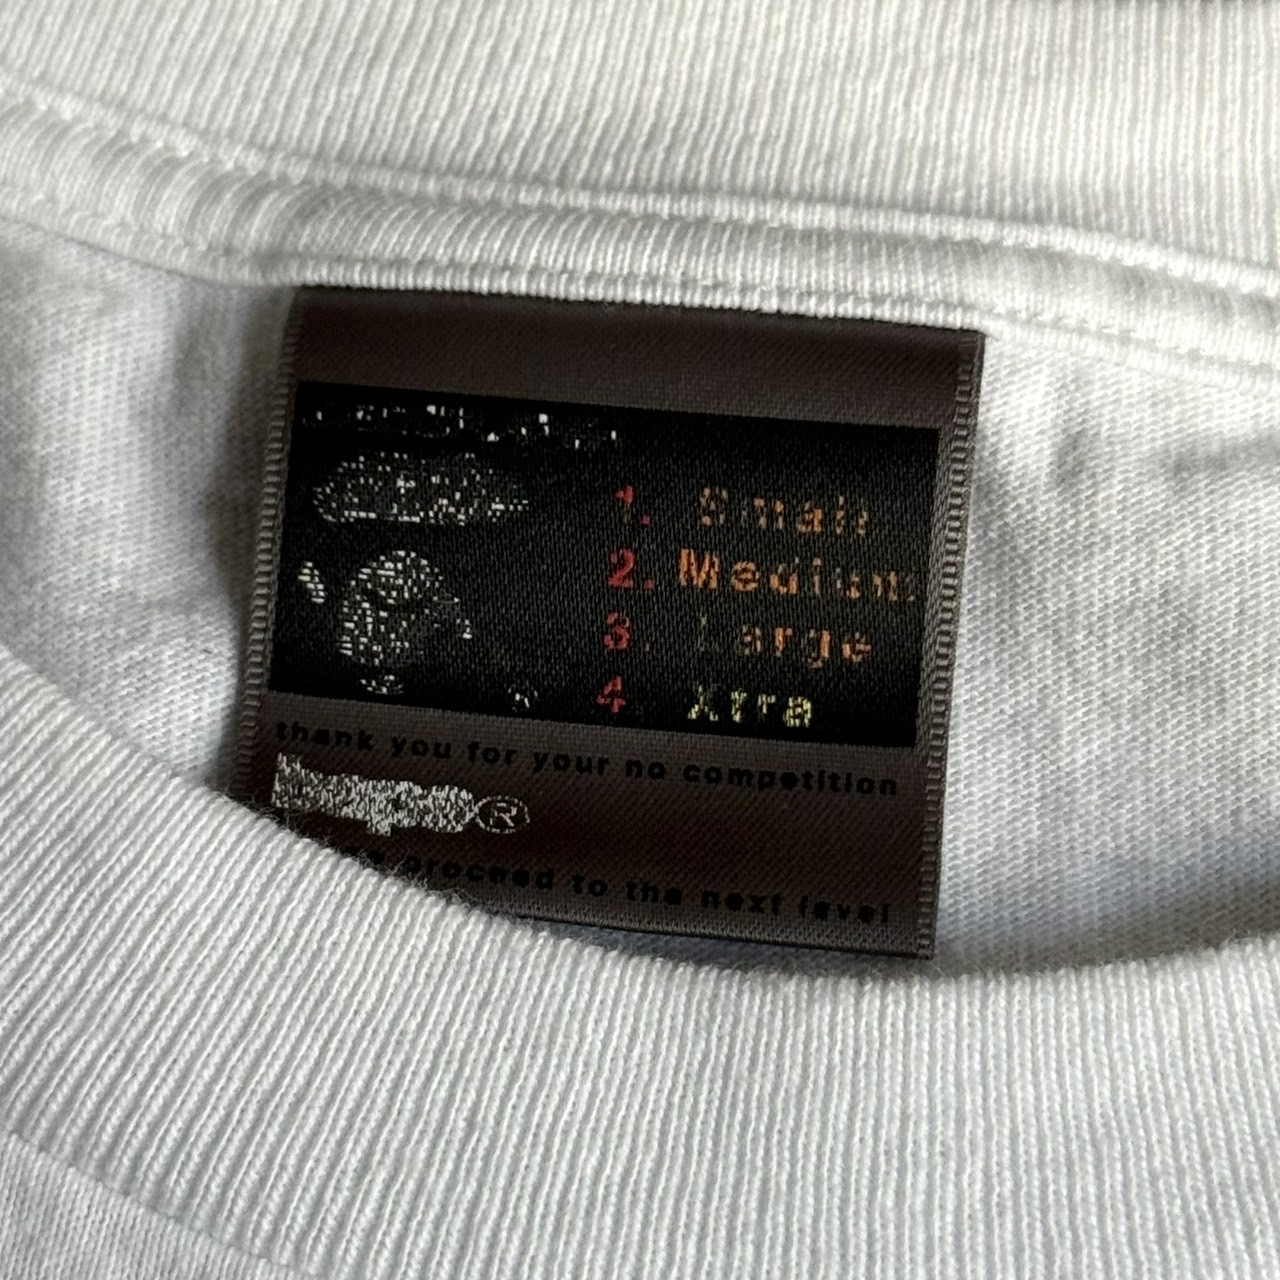 1. Small
2. Medium
3. Large
4 Xtra
thank you for your no competition
®
proceed to the next level